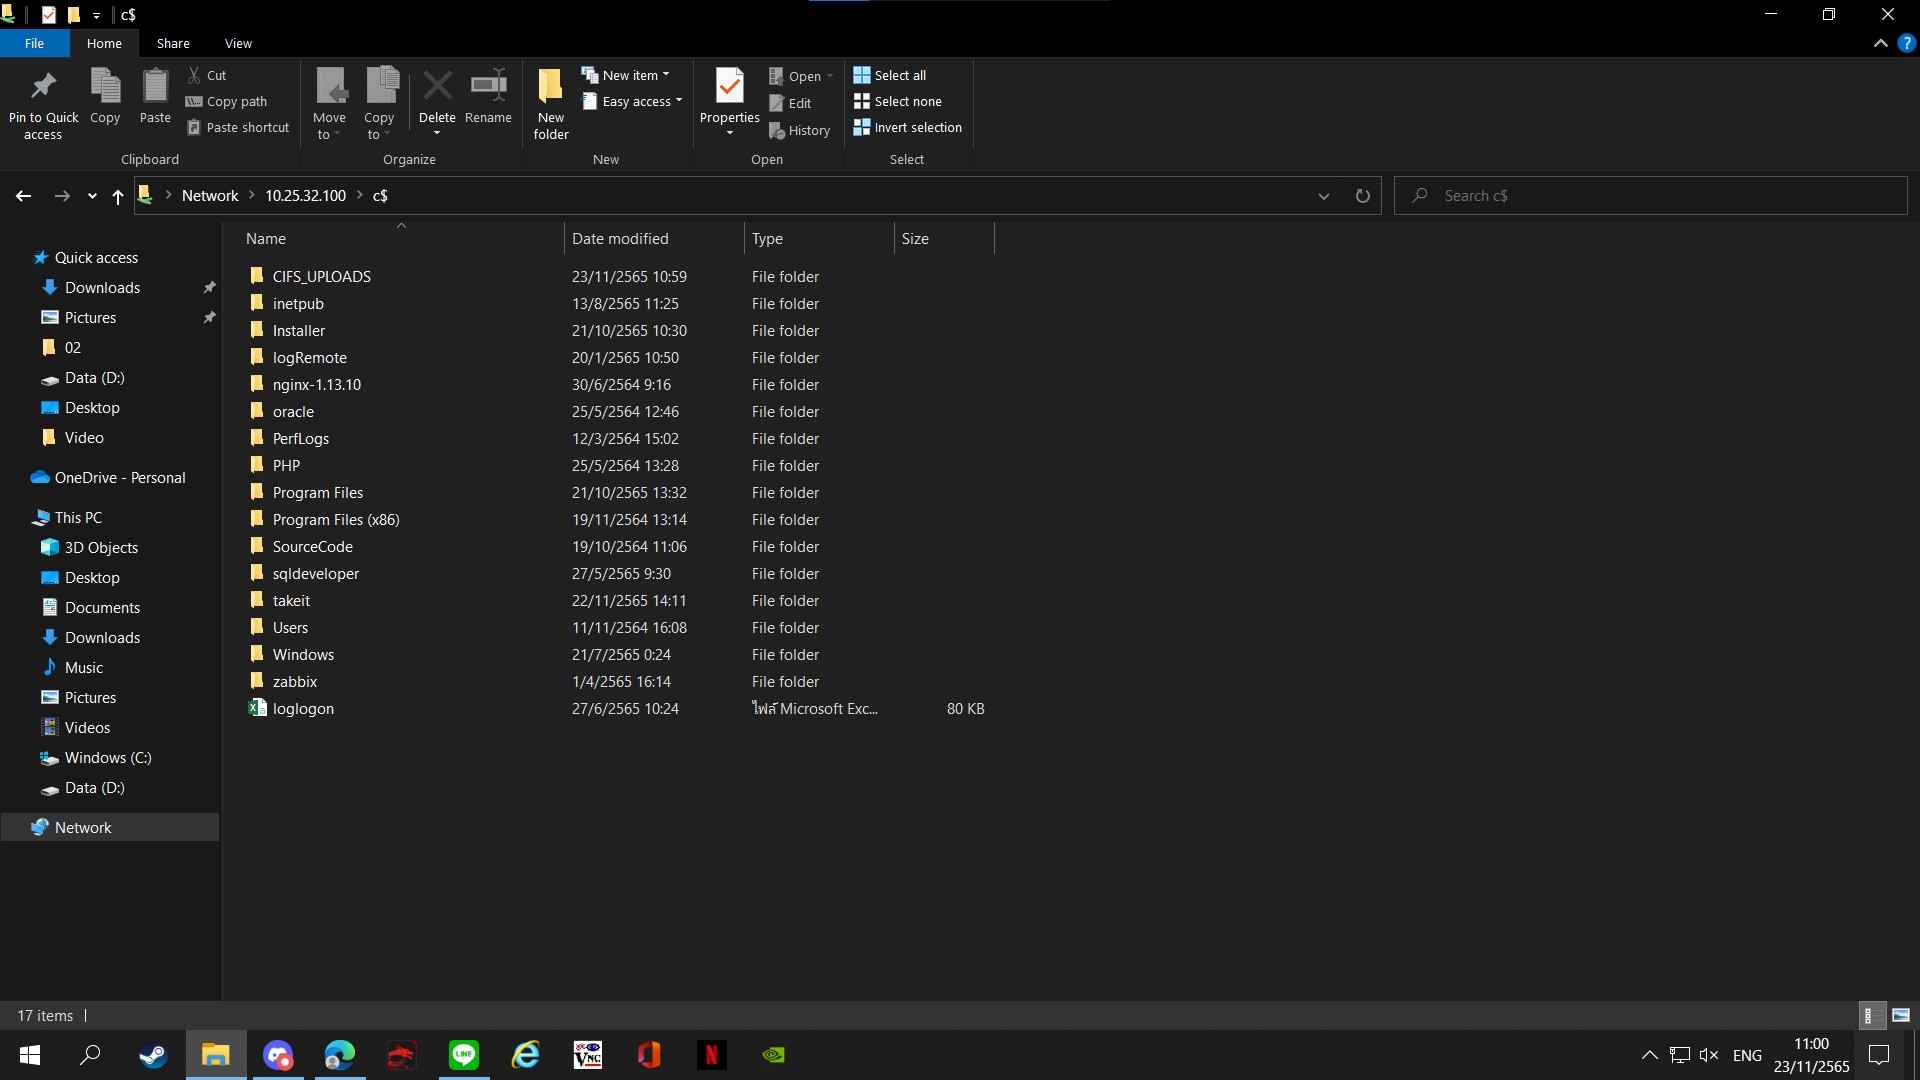 c$
File Home Share View
Pin to Quick access
Copy
Paste
Cut
Copy path
Paste shortcut
Clipboard
Move to
Copy to
Delete
Rename
Organize
New folder
New item
Easy access
New
Properties
Open
Edit
History
Open
Select all
Select none
Invert selection
Select
Network > 10.25.32.100 > c$
Search c$
Quick access
Downloads
Pictures
02
Data (D:)
Desktop
Video
OneDrive - Personal
This PC
3D Objects
Desktop
Documents
Downloads
Music
Pictures
Videos
Windows (C:)
Data (D:)
Network
Name Date modified Type Size
CIFS_UPLOADS 23/11/2565 10:59 File folder
inetpub 13/8/2565 11:25 File folder
Installer 21/10/2565 10:30 File folder
logRemote 20/1/2565 10:50 File folder
nginx-1.13.10 30/6/2564 9:16 File folder
oracle 25/5/2564 12:46 File folder
PerfLogs 12/3/2564 15:02 File folder
PHP 25/5/2564 13:28 File folder
Program Files 21/10/2565 13:32 File folder
Program Files (x86) 19/11/2564 13:14 File folder
SourceCode 19/10/2564 11:06 File folder
sqldeveloper 27/5/2565 9:30 File folder
takeit 22/11/2565 14:11 File folder
Users 11/11/2564 16:08 File folder
Windows 21/7/2565 0:24 File folder
zabbix 1/4/2565 16:14 File folder
loglogon 27/6/2565 10:24 ไฟล์ Microsoft Exc... 80 KB
17 items
LINE
VNC
N
ENG
11:00
23/11/2565